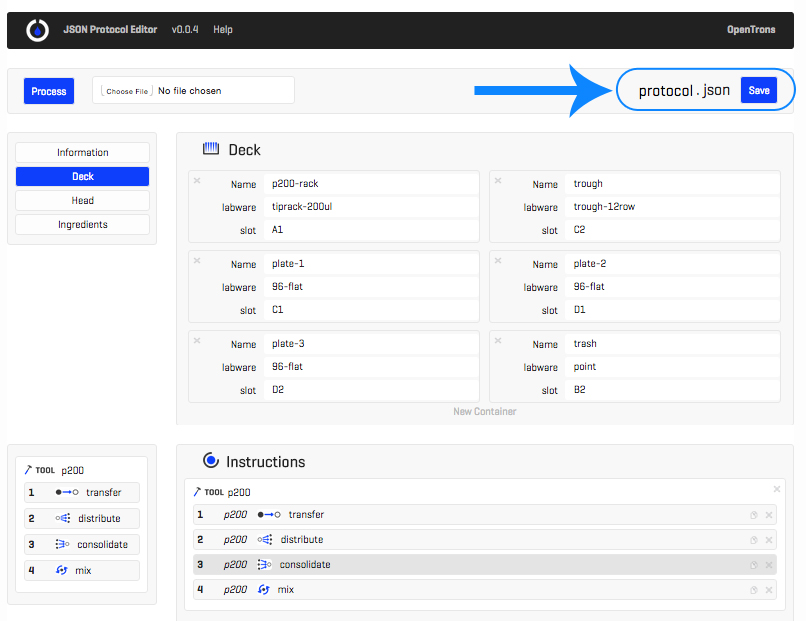 JSON Protocol Editor v0.0.4 Help OpenTrons
Process Choose File No file chosen protocol.json Save
Information
Deck
Head
Ingredients
Deck
Name p200-rack Name trough
labware tiprack-200ul labware trough-12row
slot A1 slot C2
Name plate-1 Name plate-2
labware 96-flat labware 96-flat
slot C1 slot D1
Name plate-3 Name trash
labware 96-flat labware point
slot D2 slot B2
New Container
TOOL p200
1 transfer
2 distribute
3 consolidate
4 mix
Instructions
TOOL p200
1 p200 transfer
2 p200 distribute
3 p200 consolidate
4 p200 mix